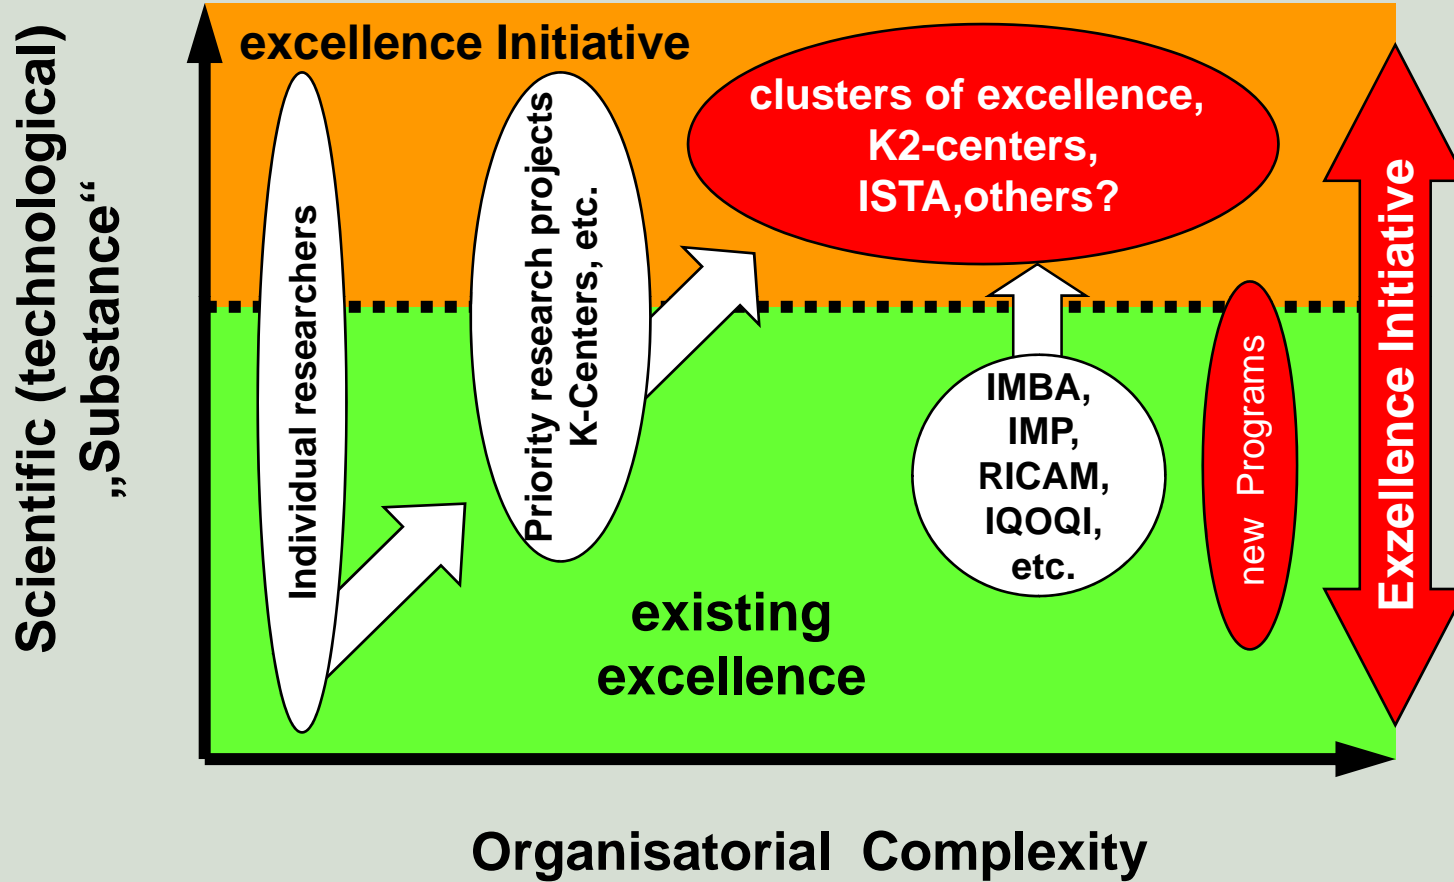 Scientific (technological)
„Substance“
excellence Initiative
Individual researchers
Priority research projects
K-Centers, etc.
clusters of excellence,
K2-centers,
ISTA,others?
IMBA,
IMP,
RICAM,
IQOQI,
etc.
new Programs
Exzellence Initiative
existing
excellence
Organisatorial Complexity